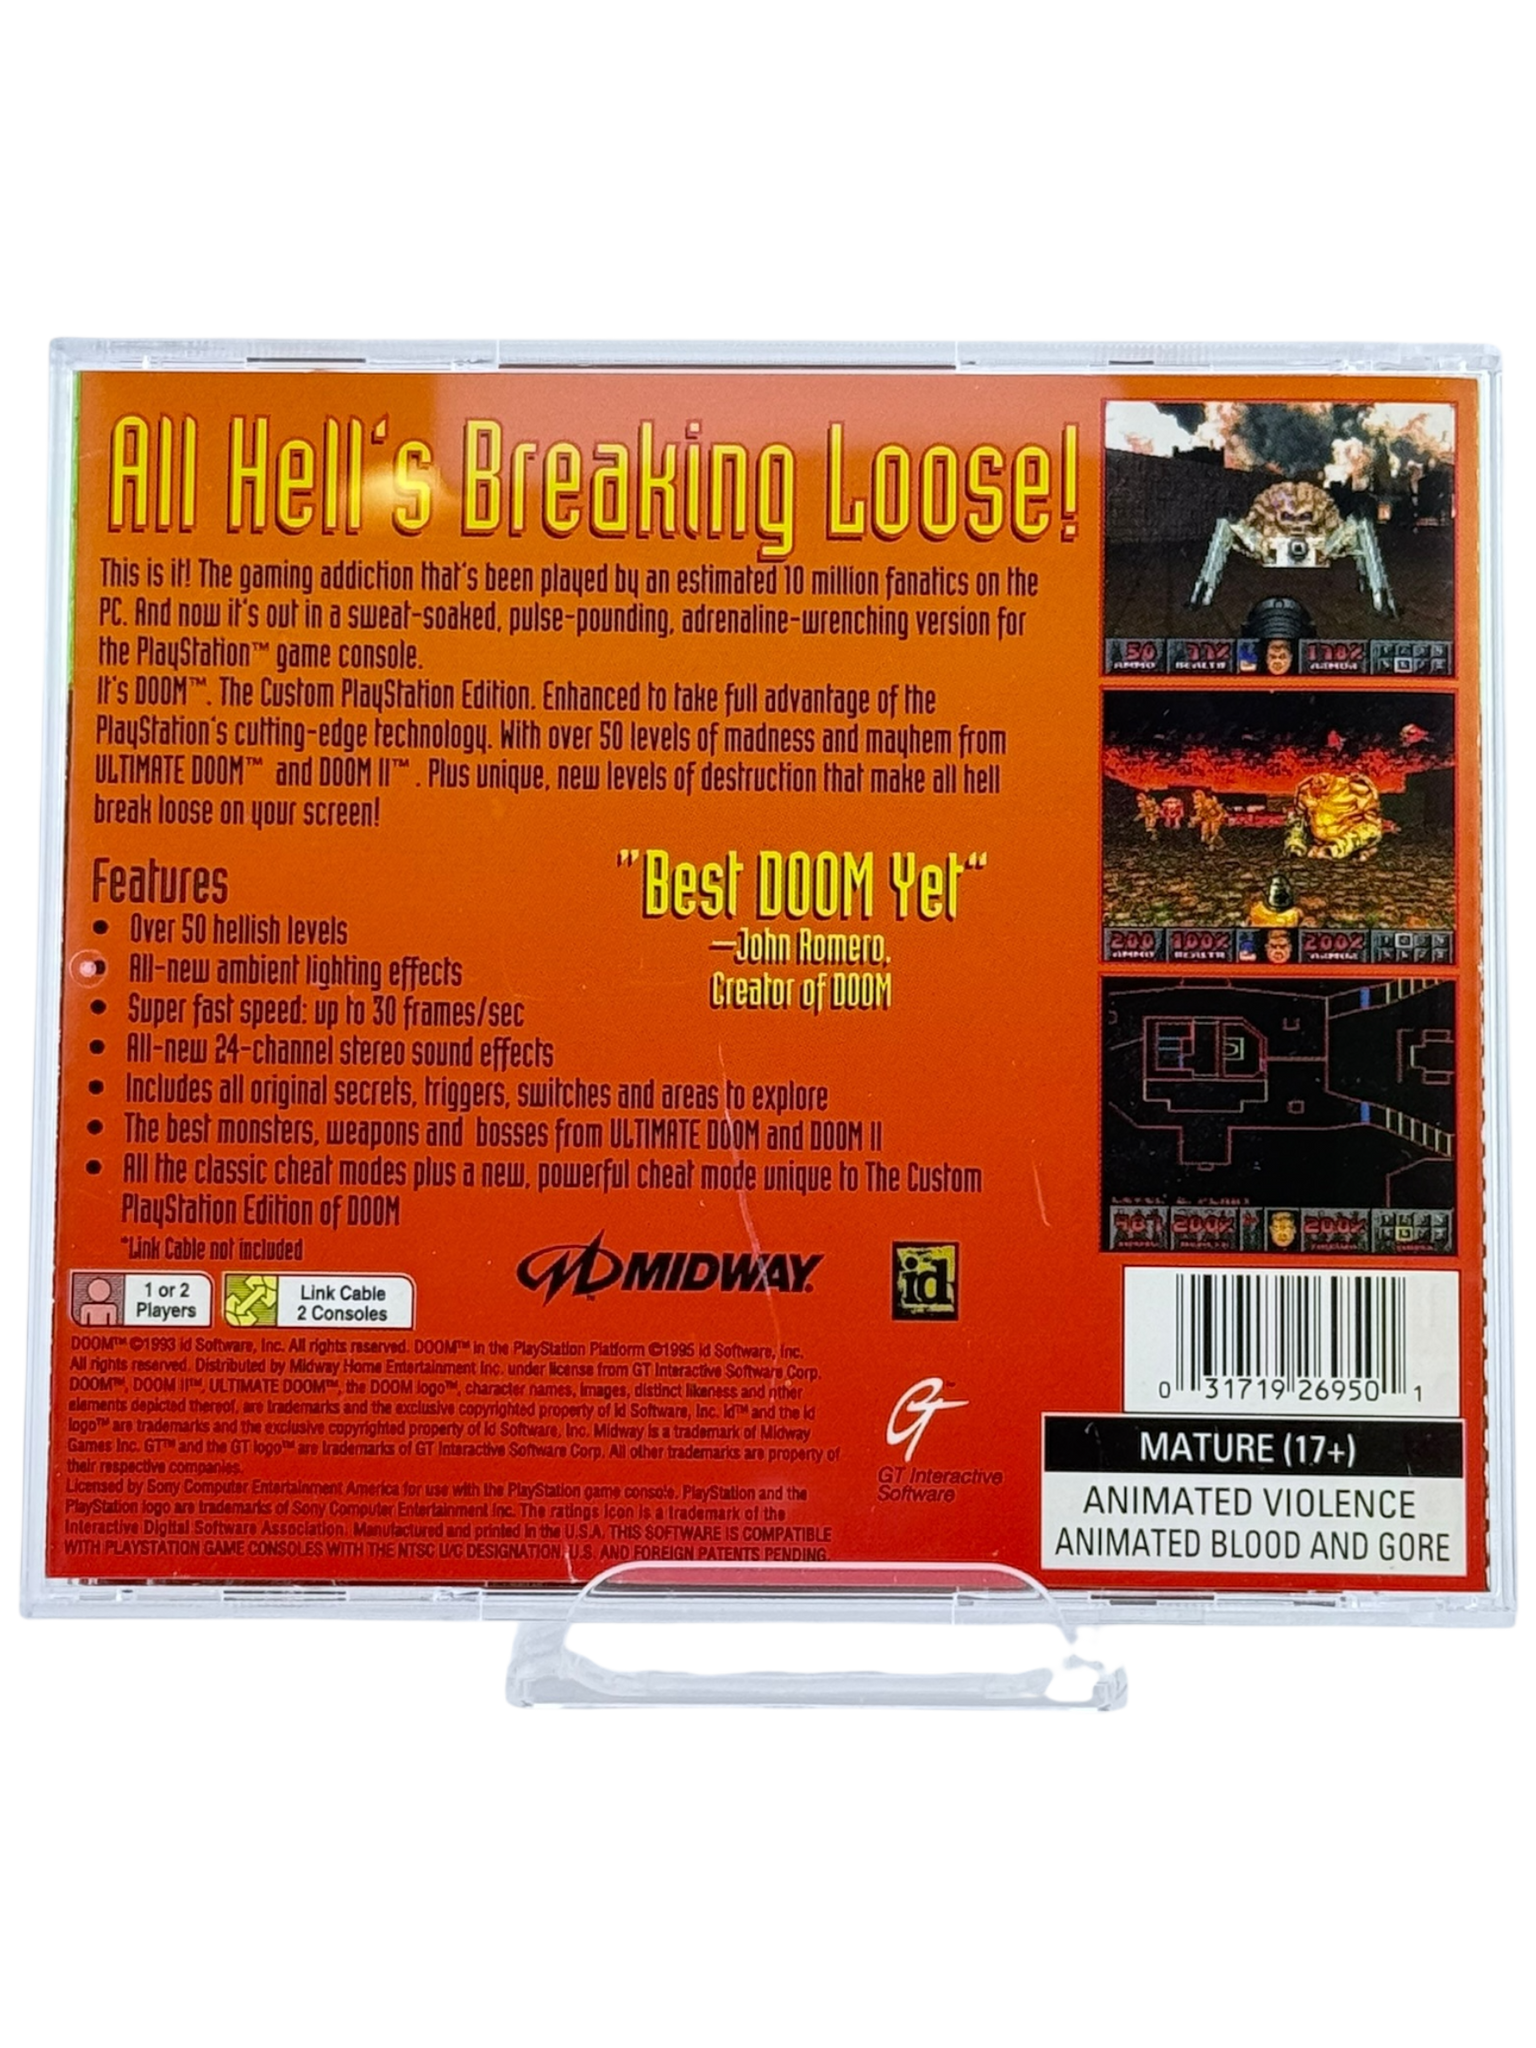 All Hell's Breaking Loose!
This is it! The gaming addiction that's been played by an estimated 10 million fanatics on the
PC. And now it's out in a sweat-soaked, pulse-pounding, adrenaline-wrenching version for
the PlayStation™ game console.
It's DOOM™. The Custom PlayStation Edition. Enhanced to take full advantage of the
PlayStation's cutting-edge technology. With over 50 levels of madness and mayhem from
ULTIMATE DOOM™ and DOOM II™. Plus unique, new levels of destruction that make all hell
break loose on your screen!
Features
• Over 50 hellish levels
• All-new ambient lighting effects
• Super fast speed: up to 30 frames/sec
• All-new 24-channel stereo sound effects
• Includes all original secrets, triggers, switches and areas to explore
• The best monsters, weapons and bosses from ULTIMATE DOOM and DOOM II
• All the classic cheat modes plus a new, powerful cheat mode unique to The Custom
PlayStation Edition of DOOM
*Link Cable not included
"Best DOOM Yet"
—John Romero,
Creator of DOOM
50 77% 178%
AMMO HEALTH ARMOR
200 100% 200%
AMMO HEALTH ARMOR
200% 200%
1 or 2
Players
Link Cable
2 Consoles
MIDWAY
id
DOOM™ ©1993 id Software, Inc. All rights reserved. DOOM™ in the PlayStation Platform ©1995 id Software, Inc.
All rights reserved. Distributed by Midway Home Entertainment Inc. under license from GT Interactive Software Corp.
DOOM™, DOOM II™, ULTIMATE DOOM™, the DOOM logo™, character names, images, distinct likeness and other
elements depicted thereof, are trademarks and the exclusive copyrighted property of id Software, Inc. id™ and the id
logo™ are trademarks and the exclusive copyrighted property of id Software, Inc. Midway is a trademark of Midway
Games Inc. GT™ and the GT logo™ are trademarks of GT Interactive Software Corp. All other trademarks are property of
their respective companies.
Licensed by Sony Computer Entertainment America for use with the PlayStation game console. PlayStation and the
PlayStation logo are trademarks of Sony Computer Entertainment Inc. The ratings icon is a trademark of the
Interactive Digital Software Association. Manufactured and printed in the U.S.A. THIS SOFTWARE IS COMPATIBLE
WITH PLAYSTATION GAME CONSOLES WITH THE NTSC U/C DESIGNATION. U.S. AND FOREIGN PATENTS PENDING.
GT™
GT Interactive
Software
0 31719 26950 1
MATURE (17+)
ANIMATED VIOLENCE
ANIMATED BLOOD AND GORE